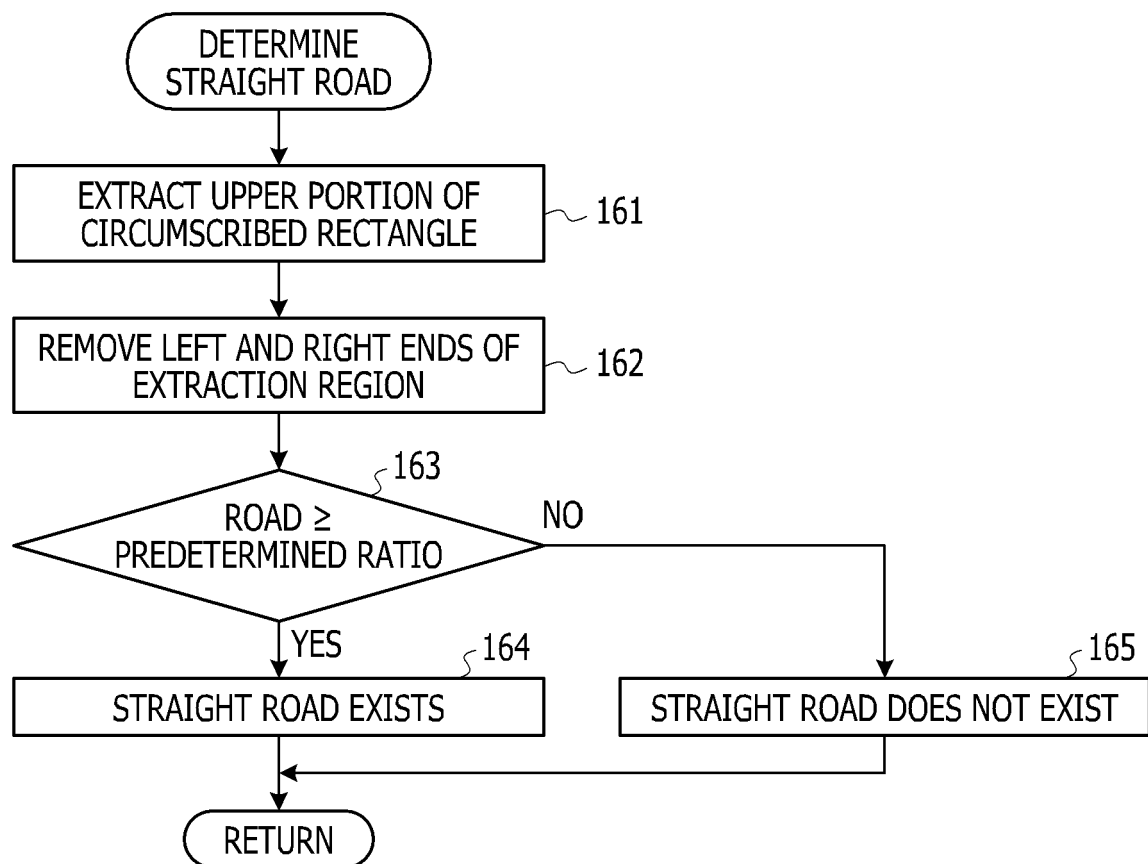 DETERMINE
STRAIGHT ROAD
EXTRACT UPPER PORTION OF
CIRCUMSCRIBED RECTANGLE
161
REMOVE LEFT AND RIGHT ENDS OF
EXTRACTION REGION
162
163
ROAD ≥
PREDETERMINED RATIO
NO
YES
164
STRAIGHT ROAD EXISTS
165
STRAIGHT ROAD DOES NOT EXIST
RETURN